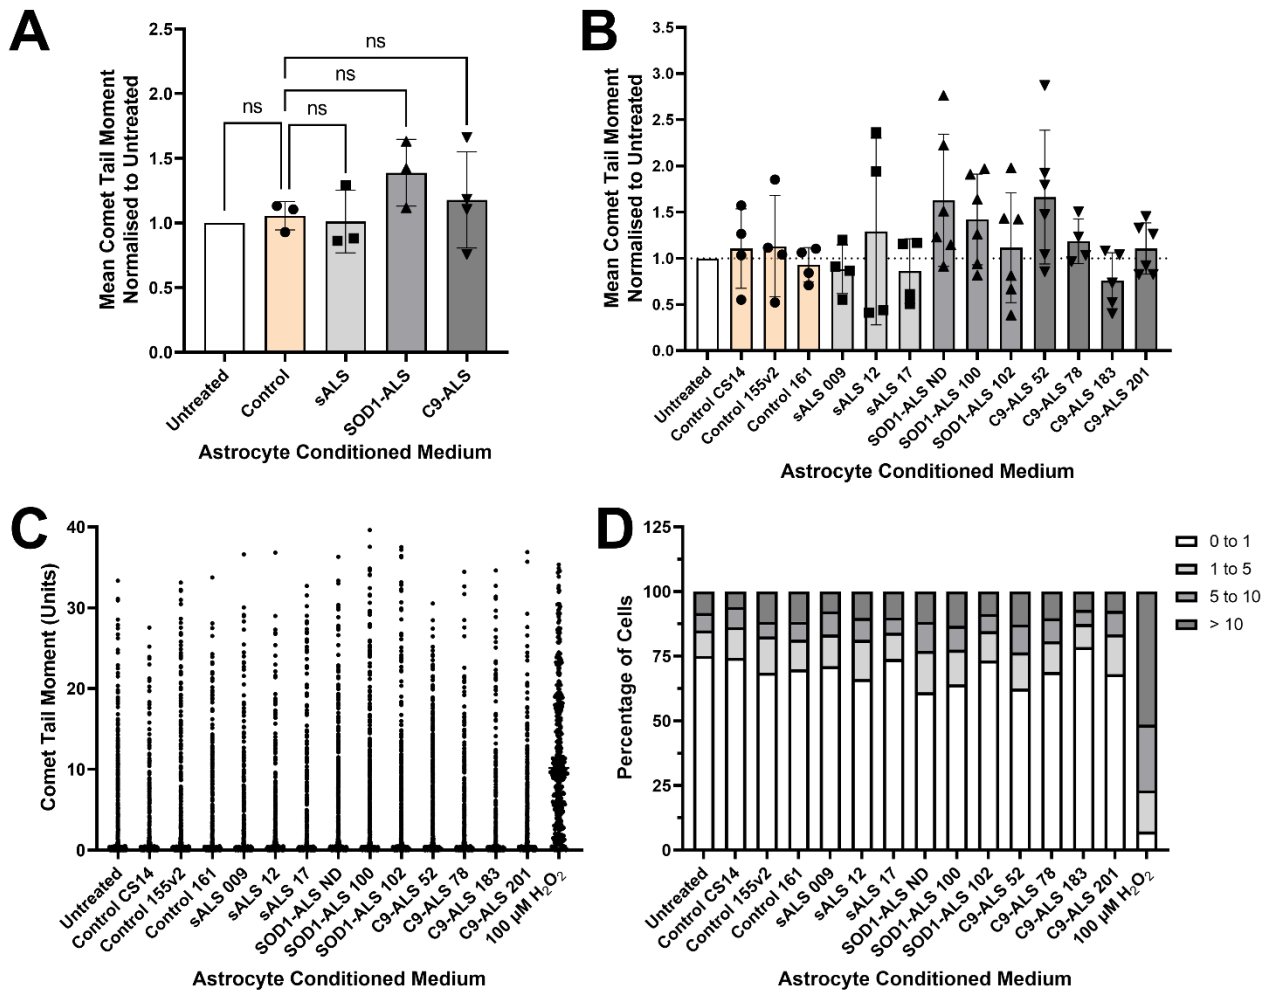 A
Mean Comet Tail Moment
Normalised to Untreated
2.5
2.0
1.5
1.0
0.5
0.0
ns
ns
ns
ns
Untreated
Control
sALS
SOD1-ALS
C9-ALS
Astrocyte Conditioned Medium
B
Mean Comet Tail Moment
Normalised to Untreated
3.5
3.0
2.5
2.0
1.5
1.0
0.5
0.0
Untreated
Control CS14
Control 155v2
Control 161
sALS 009
sALS 12
sALS 17
SOD1-ALS ND
SOD1-ALS 100
SOD1-ALS 102
C9-ALS 52
C9-ALS 78
C9-ALS 183
C9-ALS 201
Astrocyte Conditioned Medium
C
Comet Tail Moment (Units)
40
30
20
10
0
Untreated
Control CS14
Control 155v2
Control 161
sALS 009
sALS 12
sALS 17
SOD1-ALS ND
SOD1-ALS 100
SOD1-ALS 102
C9-ALS 52
C9-ALS 78
C9-ALS 183
C9-ALS 201
100 µM H₂O₂
Astrocyte Conditioned Medium
D
Percentage of Cells
125
100
75
50
25
0
Untreated
Control CS14
Control 155v2
Control 161
sALS 009
sALS 12
sALS 17
SOD1-ALS ND
SOD1-ALS 100
SOD1-ALS 102
C9-ALS 52
C9-ALS 78
C9-ALS 183
C9-ALS 201
100 µM H₂O₂
Astrocyte Conditioned Medium
0 to 1
1 to 5
5 to 10
> 10